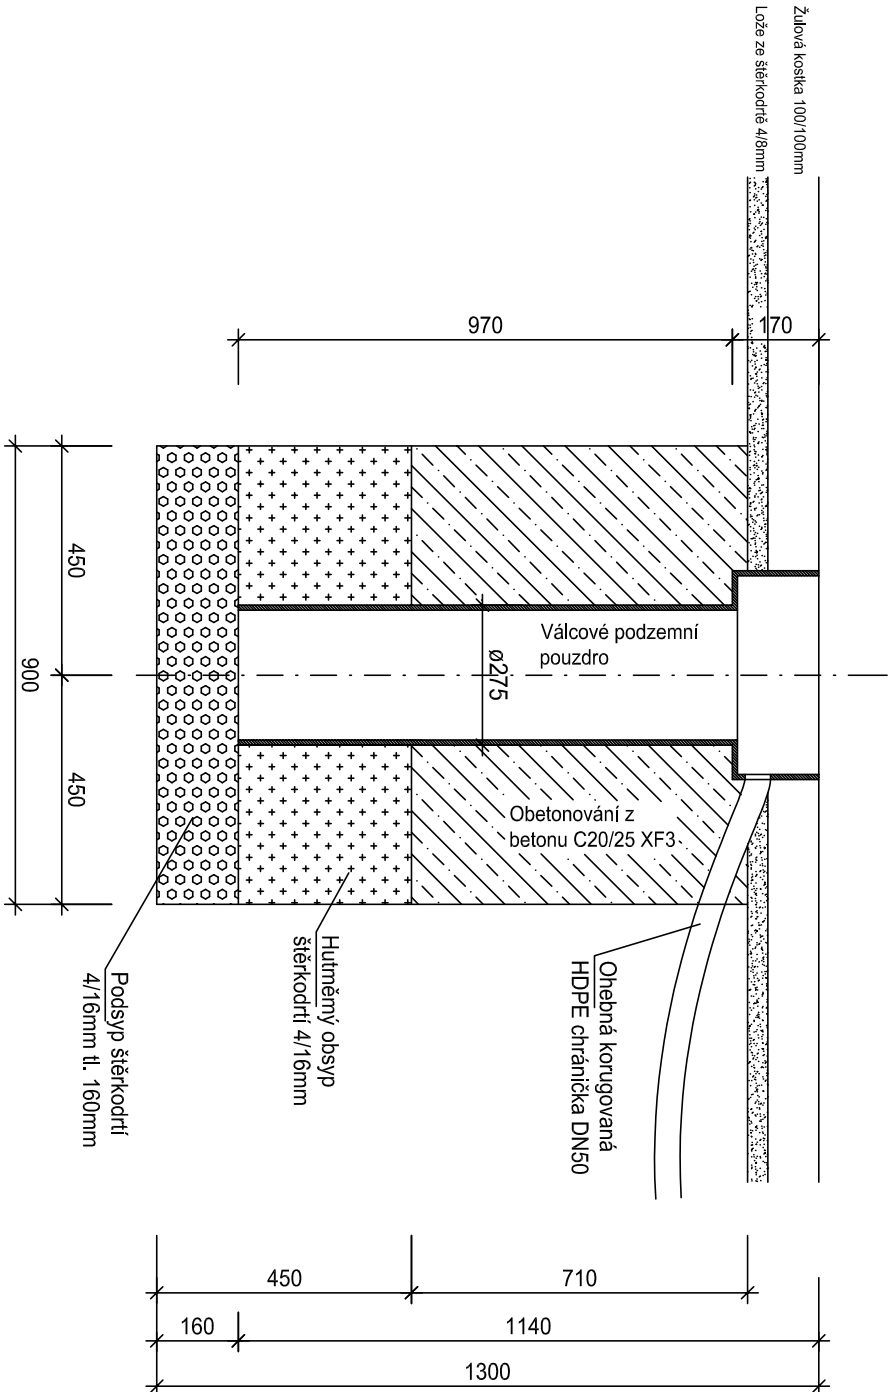 Žulová kostka 100/100mm
Lože ze štěrkodrtě 4/8mm
970
170
450
450
900
Válcové podzemní
pouzdro
ø275
Obetonování z
betonu C20/25 XF3
Ohebná korugovaná
HDPE chránička DN50
Hutměmý obsyp
štěrkodrtí 4/16mm
Podsyp štěrkodrtí
4/16mm tl. 160mm
450
710
160
1140
1300